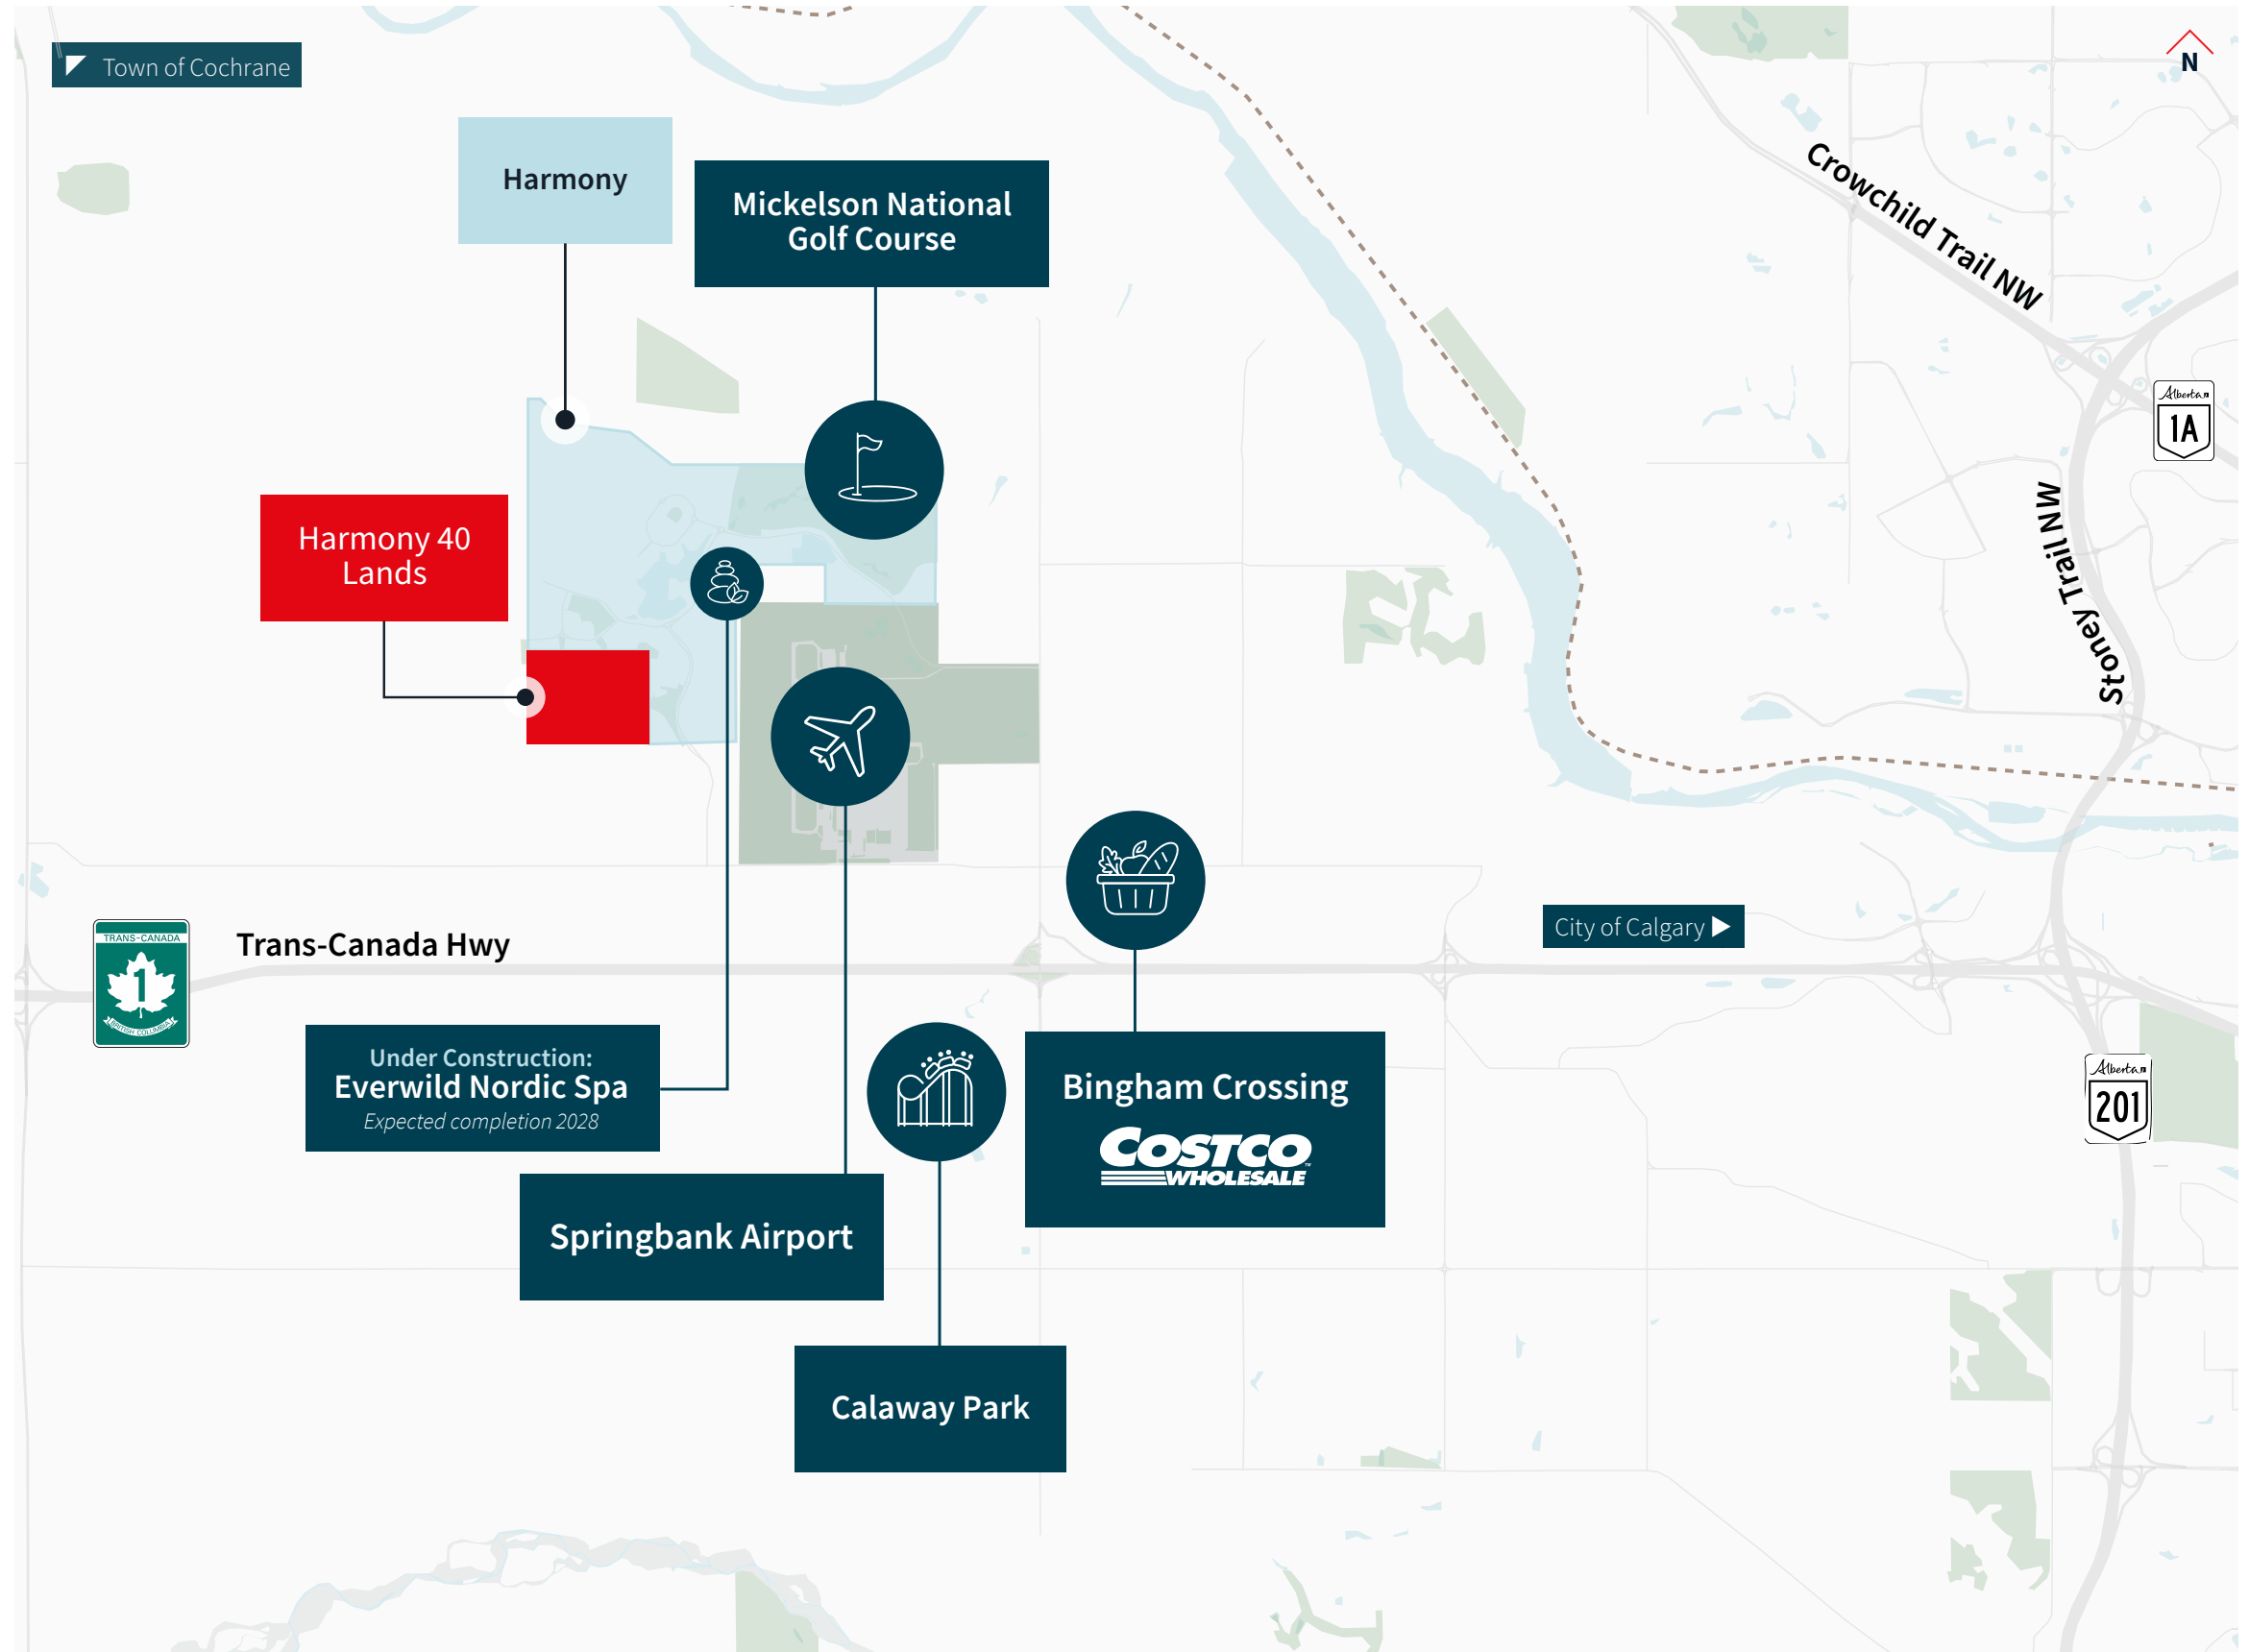 Town of Cochrane
N
Harmony
Mickelson National
Golf Course
Crowchild Trail NW
Alberta
1A
Harmony 40
Lands
Stoney Trail NW
City of Calgary
TRANS-CANADA
1
BRITISH COLUMBIA
Trans-Canada Hwy
Under Construction:
Everwild Nordic Spa
Expected completion 2028
Bingham Crossing
COSTCO
WHOLESALE
Alberta
201
Springbank Airport
Calaway Park